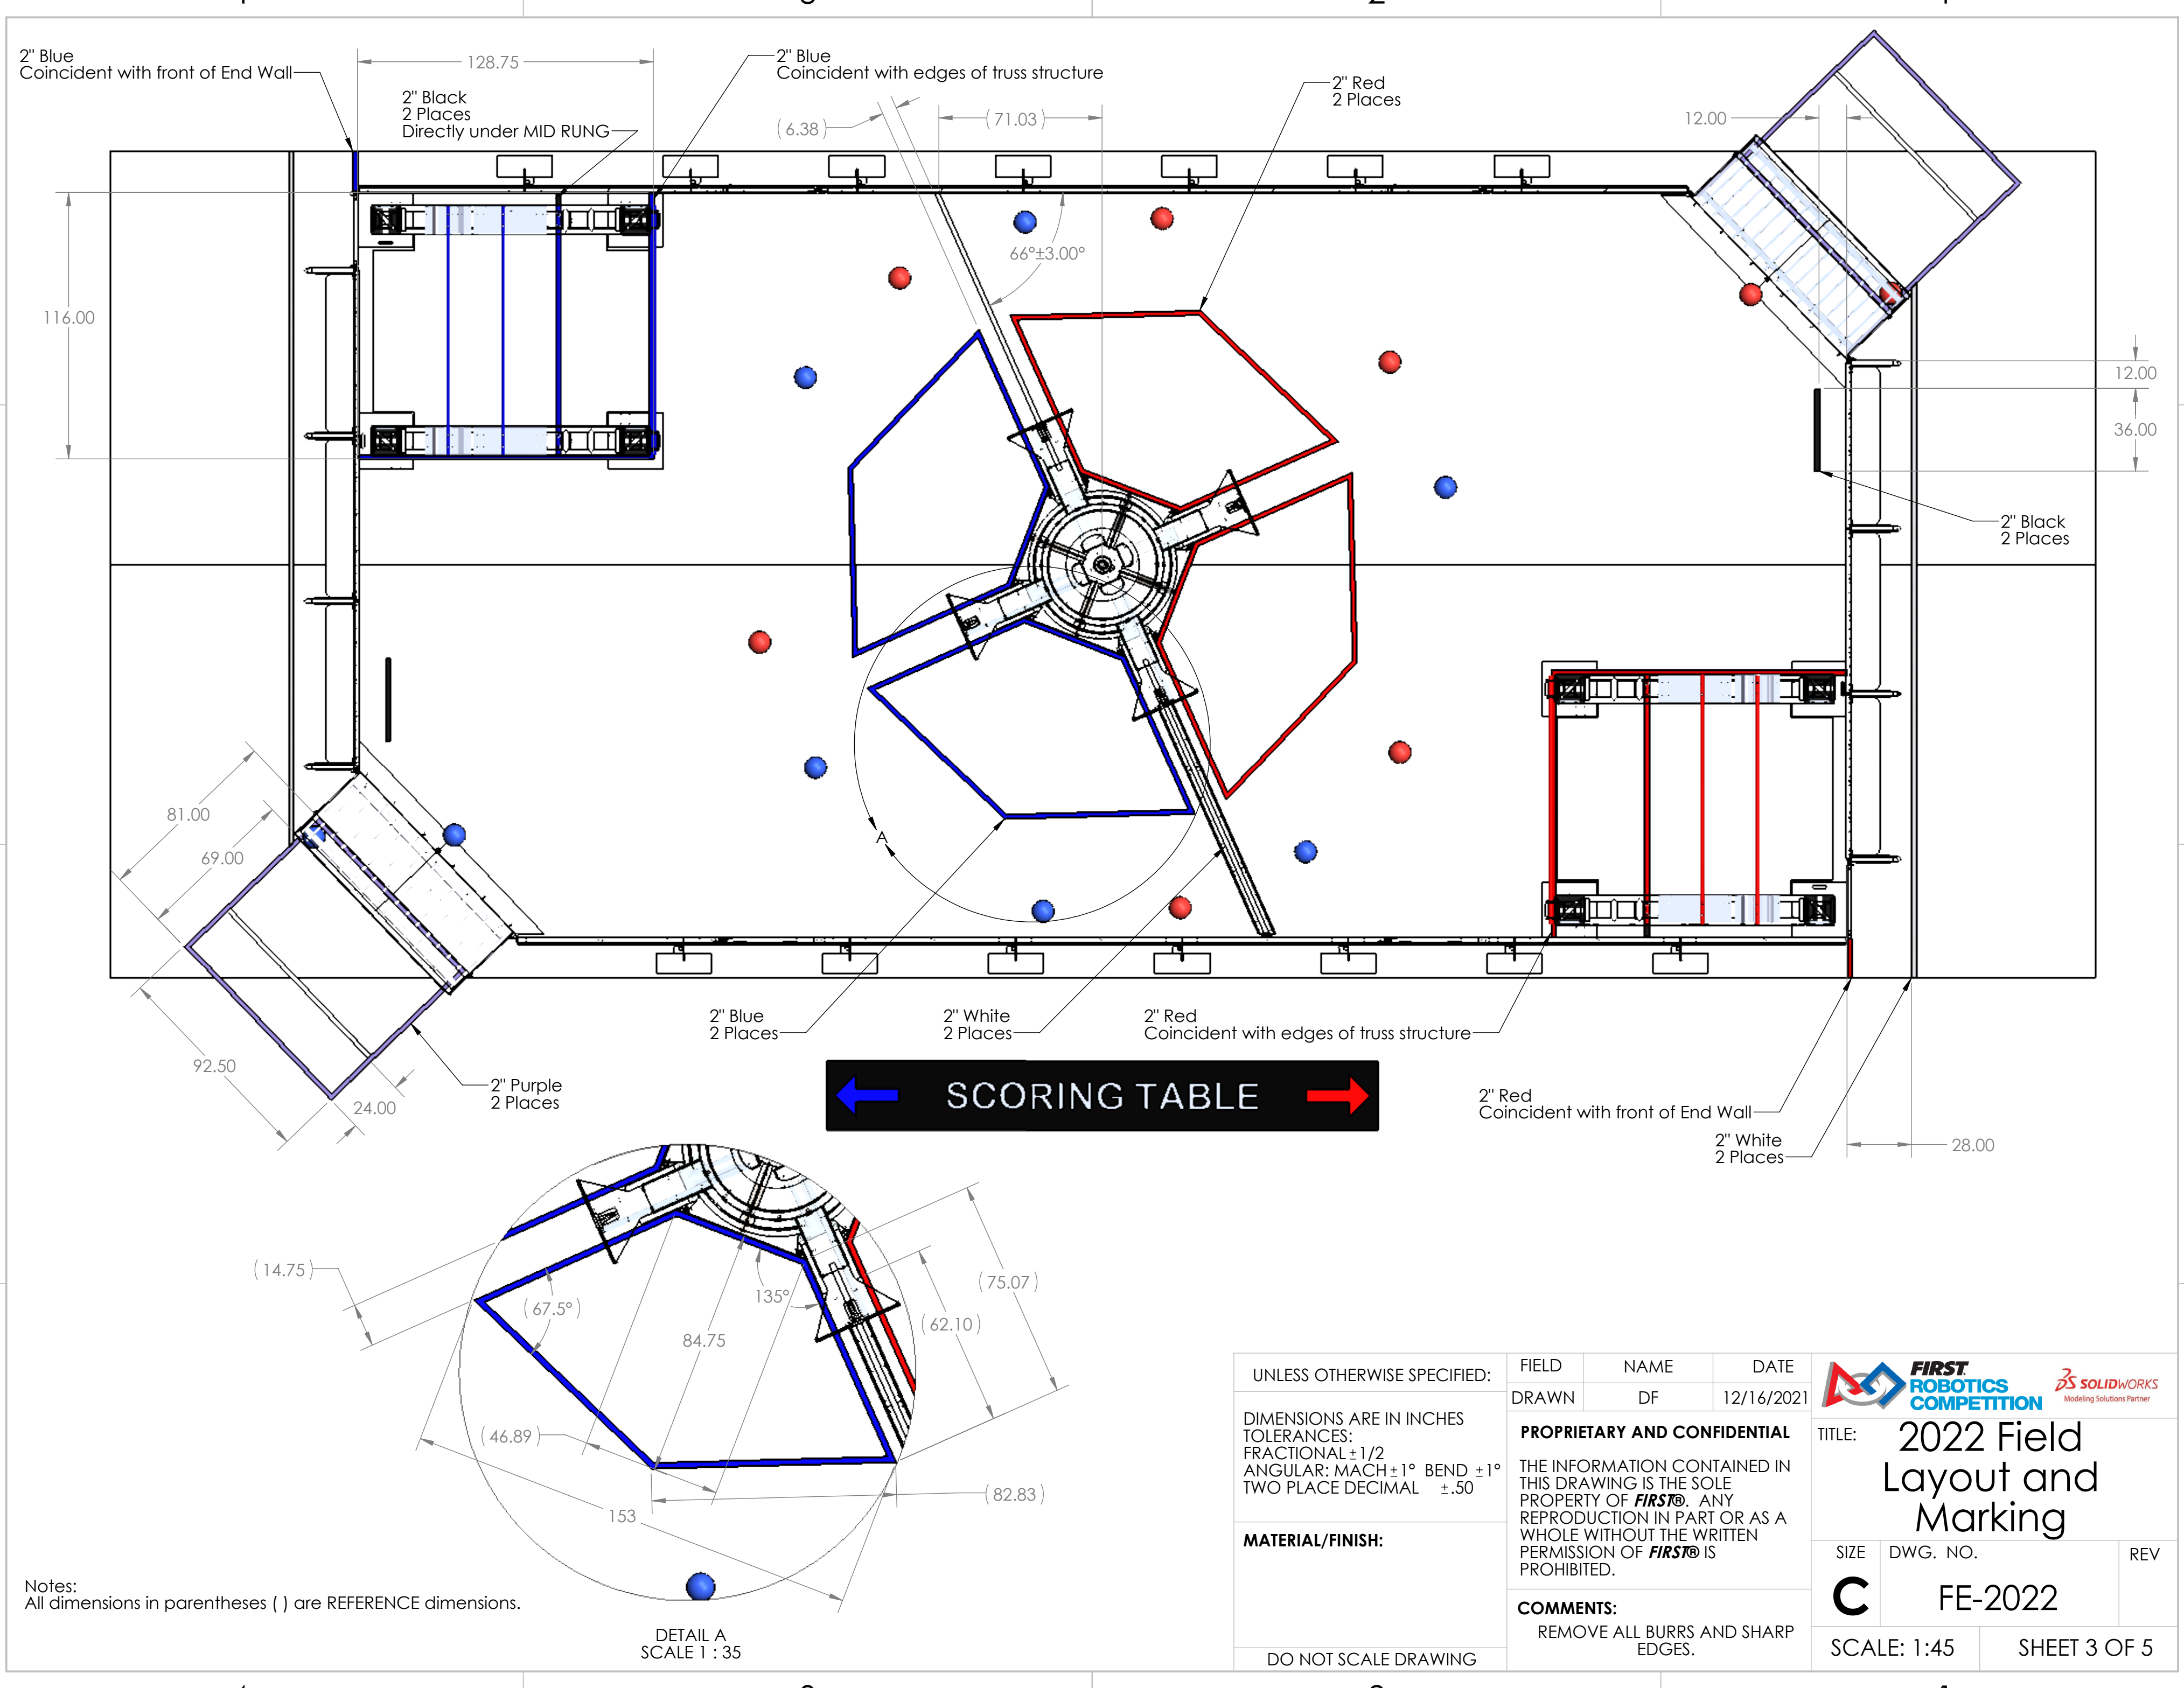 2" Blue
Coincident with front of End Wall
128.75
2" Black
2 Places
Directly under MID RUNG
2" Blue
Coincident with edges of truss structure
(6.38)
(71.03)
2" Red
2 Places
12.00
66°±3.00°
116.00
12.00
36.00
2" Black
2 Places
81.00
69.00
A
92.50
24.00
2" Purple
2 Places
2" Blue
2 Places
2" White
2 Places
2" Red
Coincident with edges of truss structure
SCORING TABLE
2" Red
Coincident with front of End Wall
2" White
2 Places
28.00
(14.75)
(67.5°)
135°
84.75
(75.07)
(62.10)
(46.89)
(82.83)
153
DETAIL A
SCALE 1 : 35
Notes:
All dimensions in parentheses ( ) are REFERENCE dimensions.
UNLESS OTHERWISE SPECIFIED:
DIMENSIONS ARE IN INCHES
TOLERANCES:
FRACTIONAL ± 1/2
ANGULAR: MACH ± 1° BEND ± 1°
TWO PLACE DECIMAL ±.50
MATERIAL/FINISH:
DO NOT SCALE DRAWING
FIELD NAME DATE
DRAWN DF 12/16/2021
PROPRIETARY AND CONFIDENTIAL
THE INFORMATION CONTAINED IN
THIS DRAWING IS THE SOLE
PROPERTY OF FIRST®. ANY
REPRODUCTION IN PART OR AS A
WHOLE WITHOUT THE WRITTEN
PERMISSION OF FIRST® IS
PROHIBITED.
COMMENTS:
REMOVE ALL BURRS AND SHARP
EDGES.
FIRST
ROBOTICS
COMPETITION
SOLIDWORKS
Modeling Solutions Partner
TITLE:
2022 Field
Layout and
Marking
SIZE DWG. NO. REV
C FE-2022
SCALE: 1:45 SHEET 3 OF 5